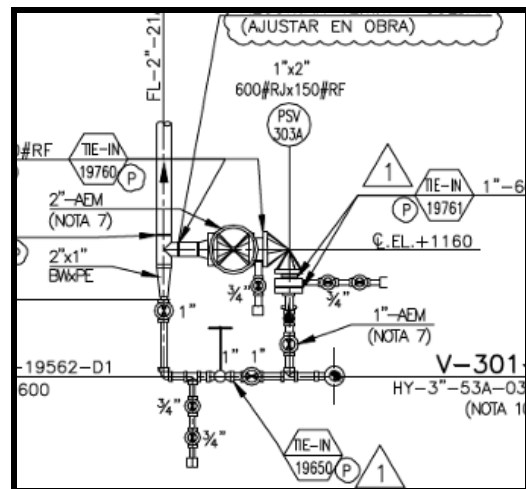 (AJUSTAR EN OBRA)
FL-2"-21
1"x2"
600#RJx150#RF
PSV
303A
#RF
TIE-IN
19760
P
1
TIE-IN
19761
P
1"-6
2"-AEM
(NOTA 7)
℄.EL.+1160
2"x1"
BWxPE
3/4"
3/4"
1"
1"-AEM
(NOTA 7)
-19562-D1
600
1"
1"
V-301-
HY-3"-53A-03
(NOTA 10
3/4"
3/4"
TIE-IN
19650
P
1